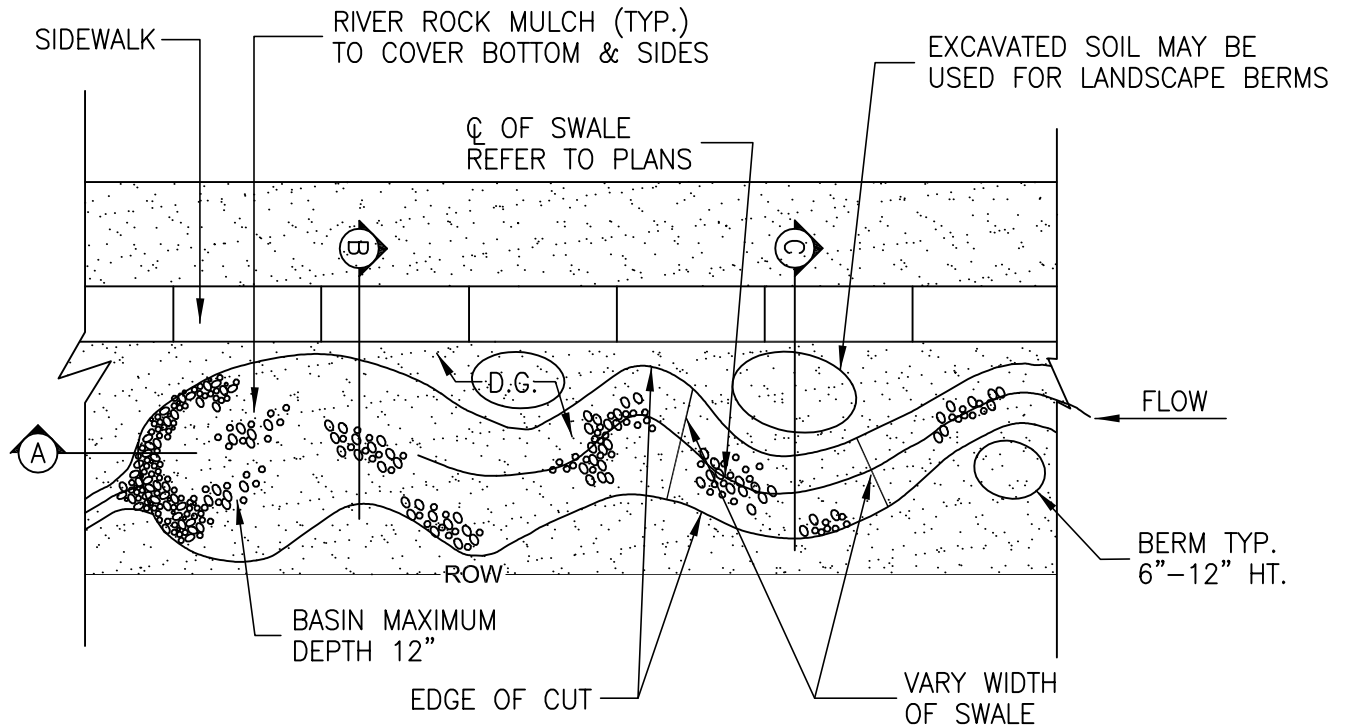 SIDEWALK
RIVER ROCK MULCH (TYP.)
TO COVER BOTTOM & SIDES
EXCAVATED SOIL MAY BE
USED FOR LANDSCAPE BERMS
℄ OF SWALE
REFER TO PLANS
B
C
D.G.
FLOW
A
ROW
BERM TYP.
6"-12" HT.
BASIN MAXIMUM
DEPTH 12"
EDGE OF CUT
VARY WIDTH
OF SWALE